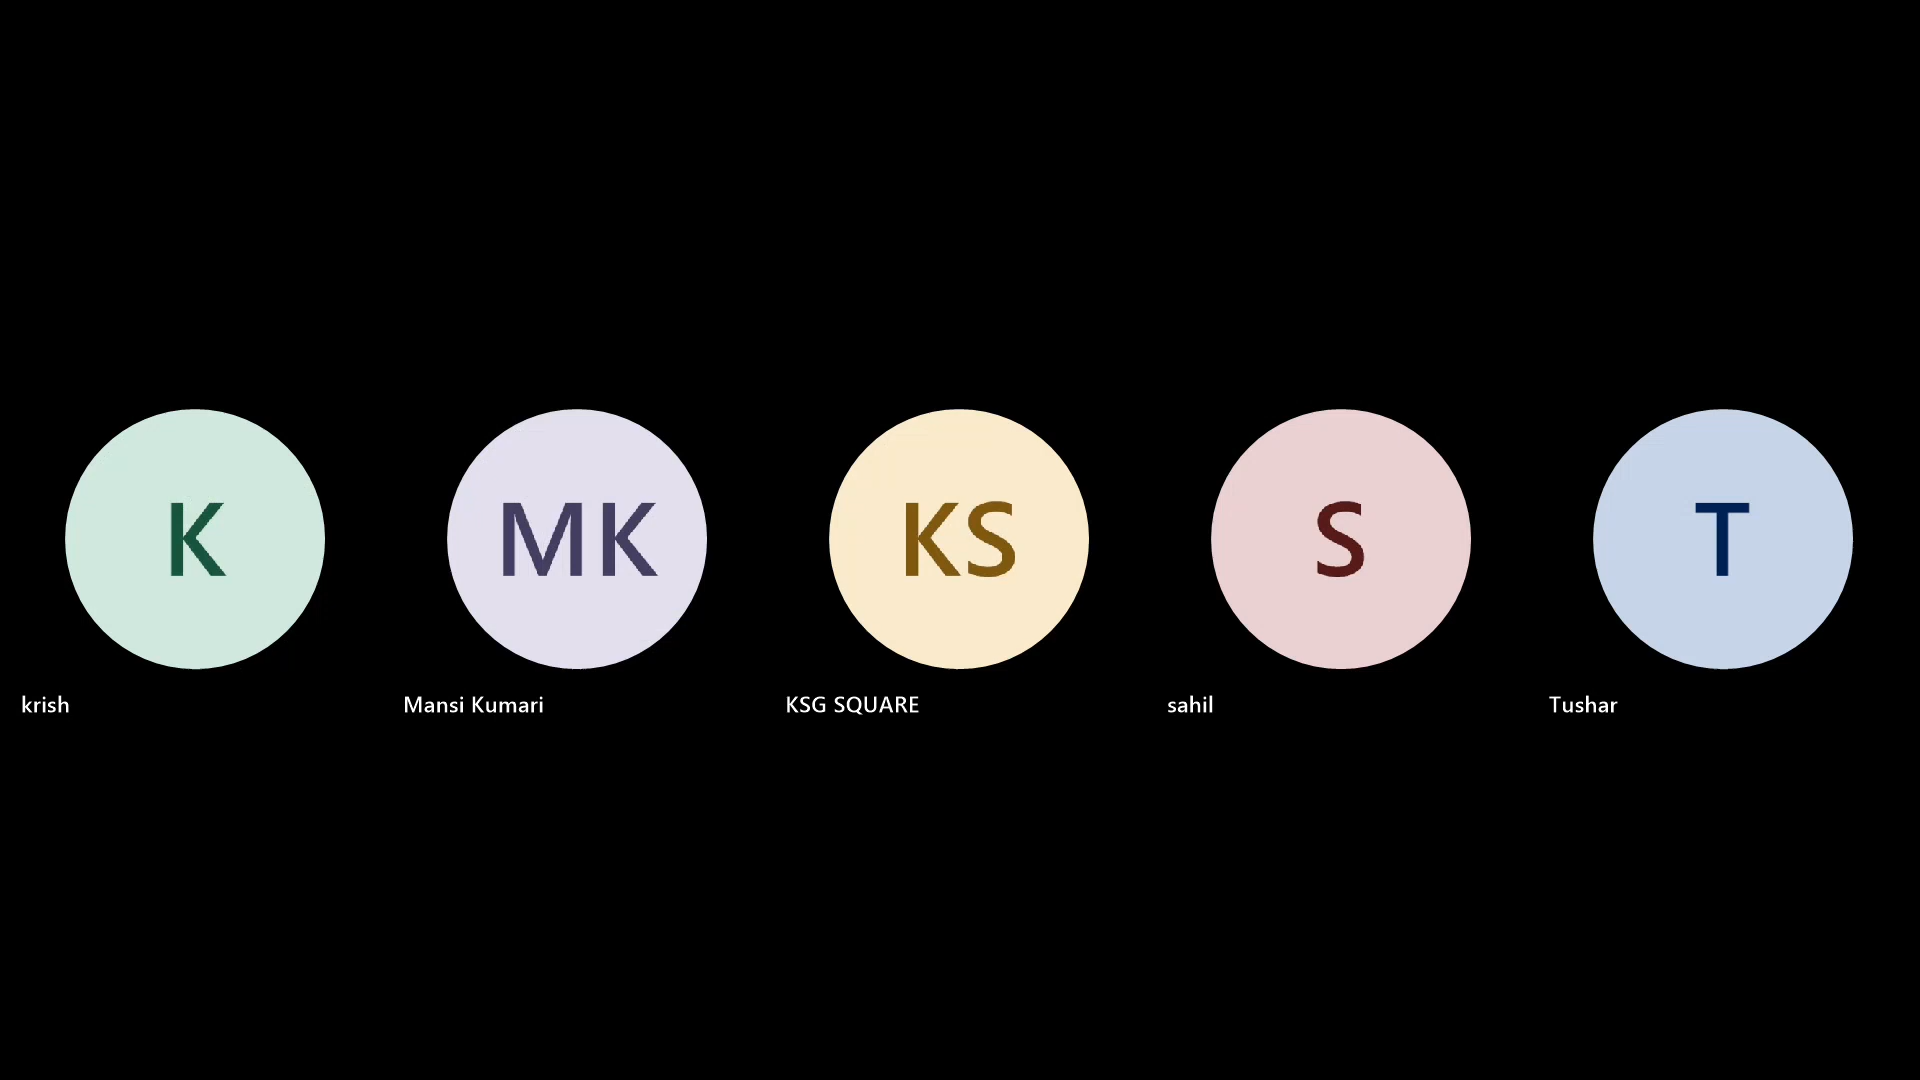 K
MK
KS
S
T
krish
Mansi Kumari
KSG SQUARE
sahil
Tushar